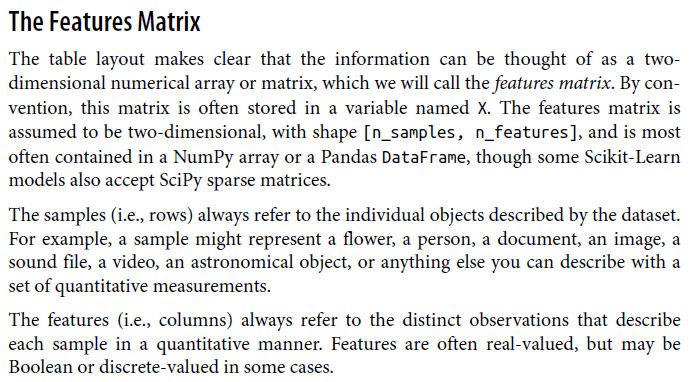 The Features Matrix
The table layout makes clear that the information can be thought of as a two-
dimensional numerical array or matrix, which we will call the features matrix. By con-
vention, this matrix is often stored in a variable named X. The features matrix is
assumed to be two-dimensional, with shape [n_samples, n_features], and is most
often contained in a NumPy array or a Pandas DataFrame, though some Scikit-Learn
models also accept SciPy sparse matrices.
The samples (i.e., rows) always refer to the individual objects described by the dataset.
For example, a sample might represent a flower, a person, a document, an image, a
sound file, a video, an astronomical object, or anything else you can describe with a
set of quantitative measurements.
The features (i.e., columns) always refer to the distinct observations that describe
each sample in a quantitative manner. Features are often real-valued, but may be
Boolean or discrete-valued in some cases.